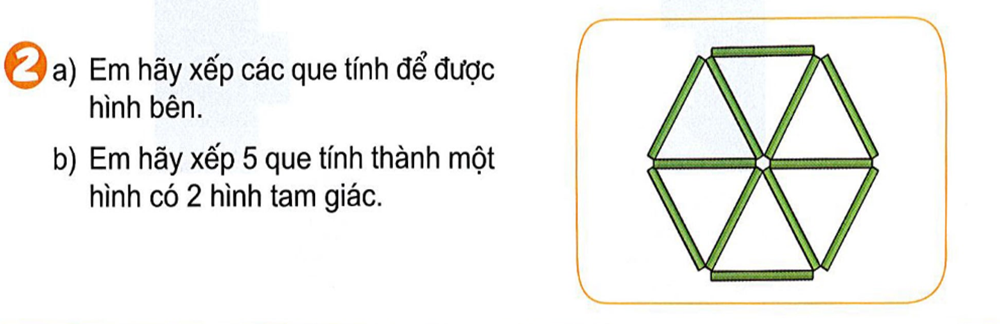 2 a) Em hãy xếp các que tính để được
hình bên.
b) Em hãy xếp 5 que tính thành một
hình có 2 hình tam giác.